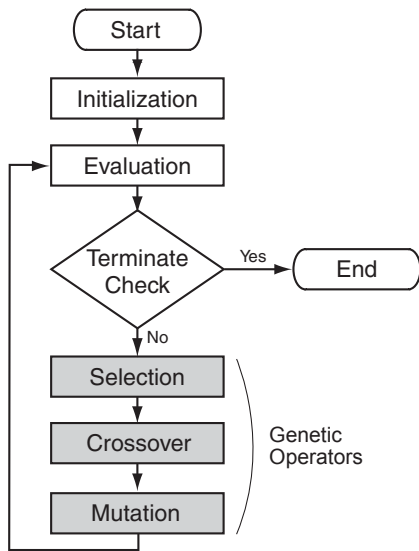 Start
Initialization
Evaluation
Terminate
Check
Yes
End
No
Selection
Crossover
Mutation
Genetic
Operators